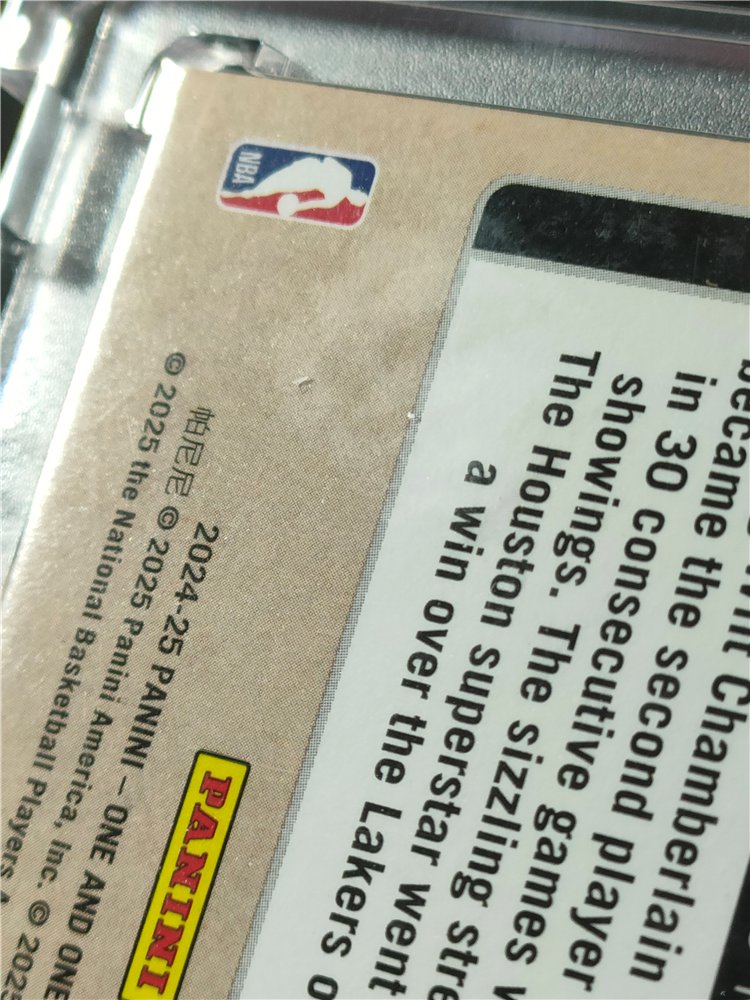 Wilt Chamberlain
became the second player
in 30 consecutive games
showings. The sizzling
The Houston superstar went
a win over the Lakers
PANINI
2024-25 PANINI – ONE AND ONE
帕尼尼 © 2025 Panini America, Inc. © 2025
© 2025 the National Basketball Players
NBA